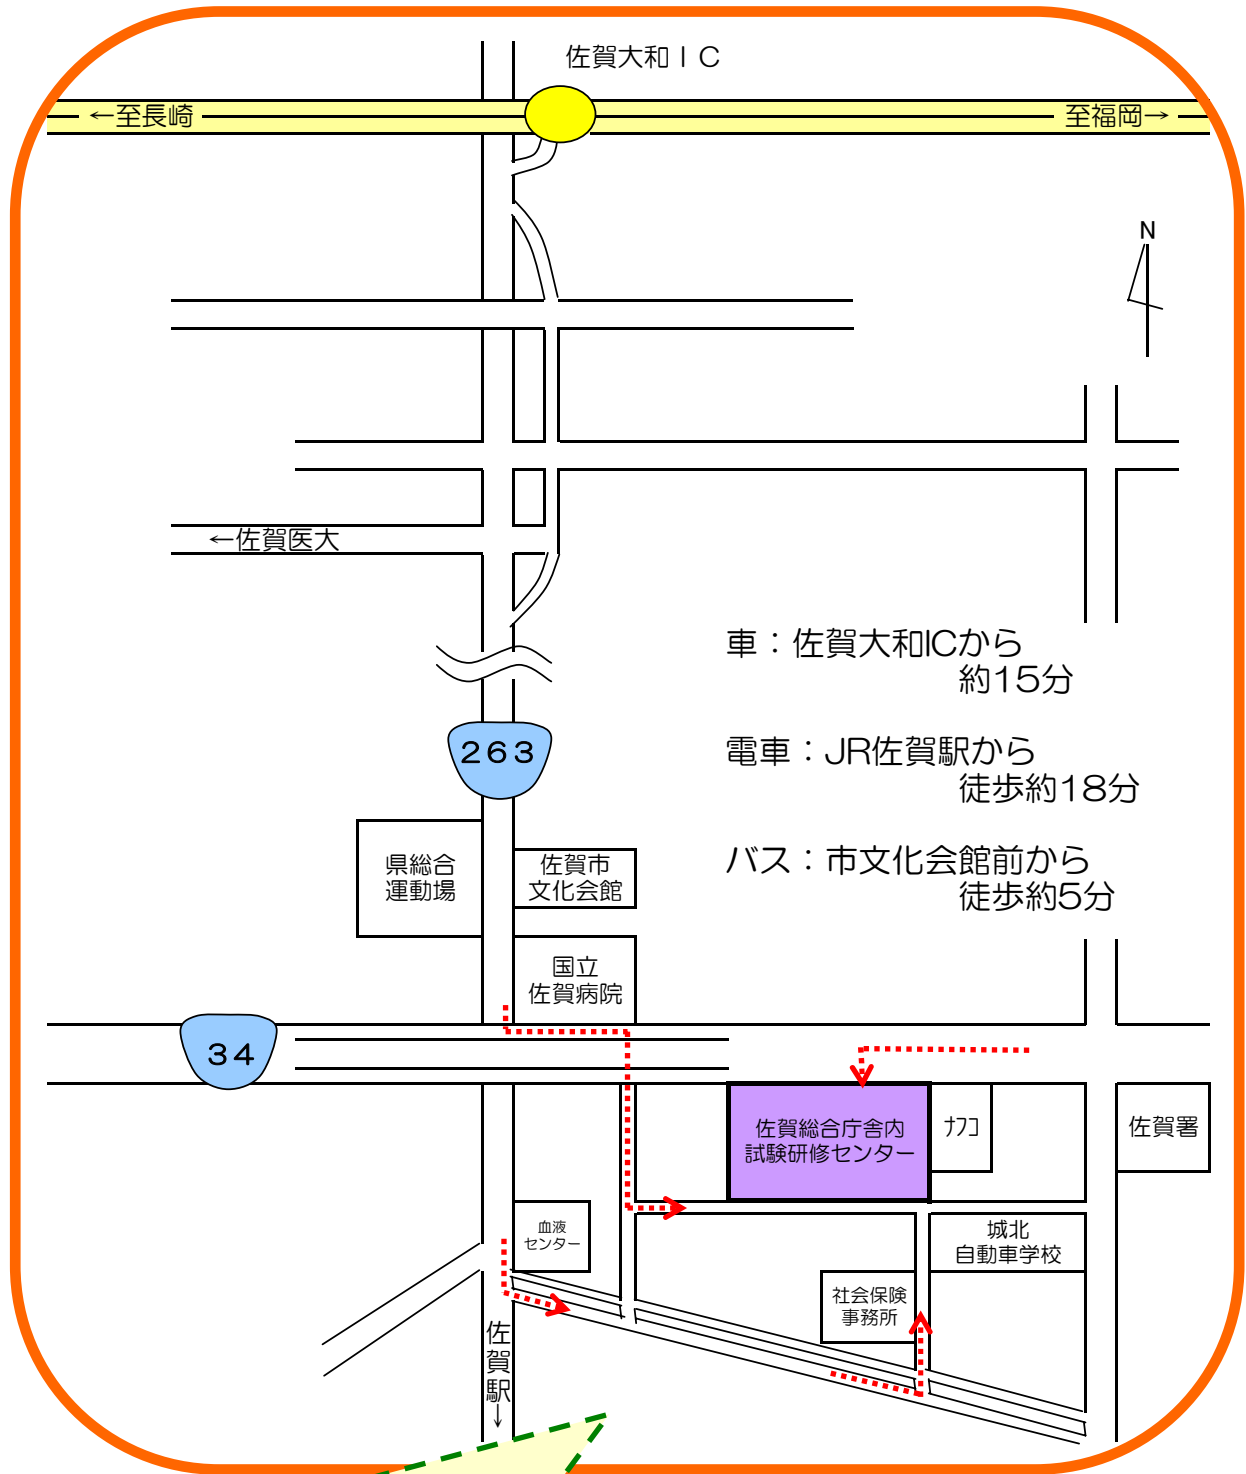 佐賀大和ＩＣ
←至長崎
至福岡→
N
←佐賀医大
車：佐賀大和ICから
約15分
263
電車：JR佐賀駅から
徒歩約18分
バス：市文化会館前から
徒歩約5分
県総合
運動場
佐賀市
文化会館
国立
佐賀病院
34
佐賀総合庁舎内
試験研修センター
ﾅﾌｺ
佐賀署
血液
センター
城北
自動車学校
社会保険
事務所
佐賀駅↓